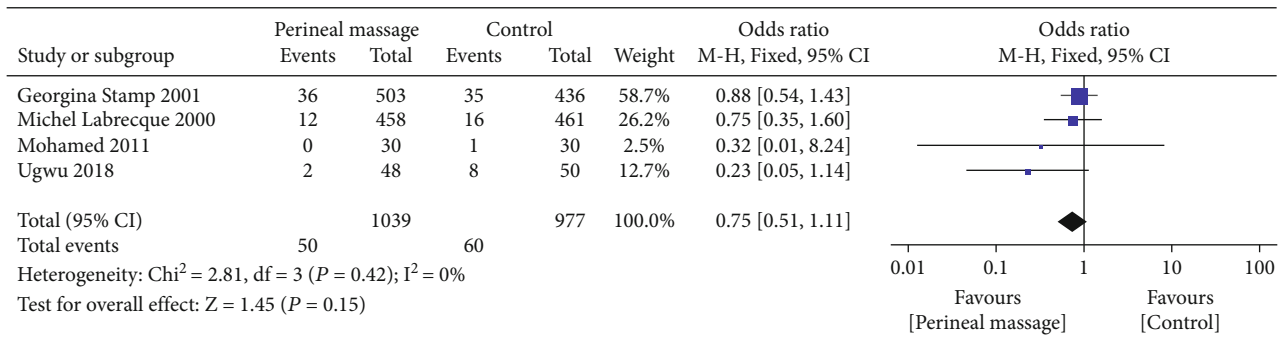 Perineal massage Control Odds ratio Odds ratio
Study or subgroup Events Total Events Total Weight M-H, Fixed, 95% CI M-H, Fixed, 95% CI
Georgina Stamp 2001 36 503 35 436 58.7% 0.88 [0.54, 1.43]
Michel Labrecque 2000 12 458 16 461 26.2% 0.75 [0.35, 1.60]
Mohamed 2011 0 30 1 30 2.5% 0.32 [0.01, 8.24]
Ugwu 2018 2 48 8 50 12.7% 0.23 [0.05, 1.14]
Total (95% CI) 1039 977 100.0% 0.75 [0.51, 1.11]
Total events 50 60
Heterogeneity: Chi² = 2.81, df = 3 (P = 0.42); I² = 0%
Test for overall effect: Z = 1.45 (P = 0.15)
0.01 0.1 1 10 100
Favours Favours
[Perineal massage] [Control]